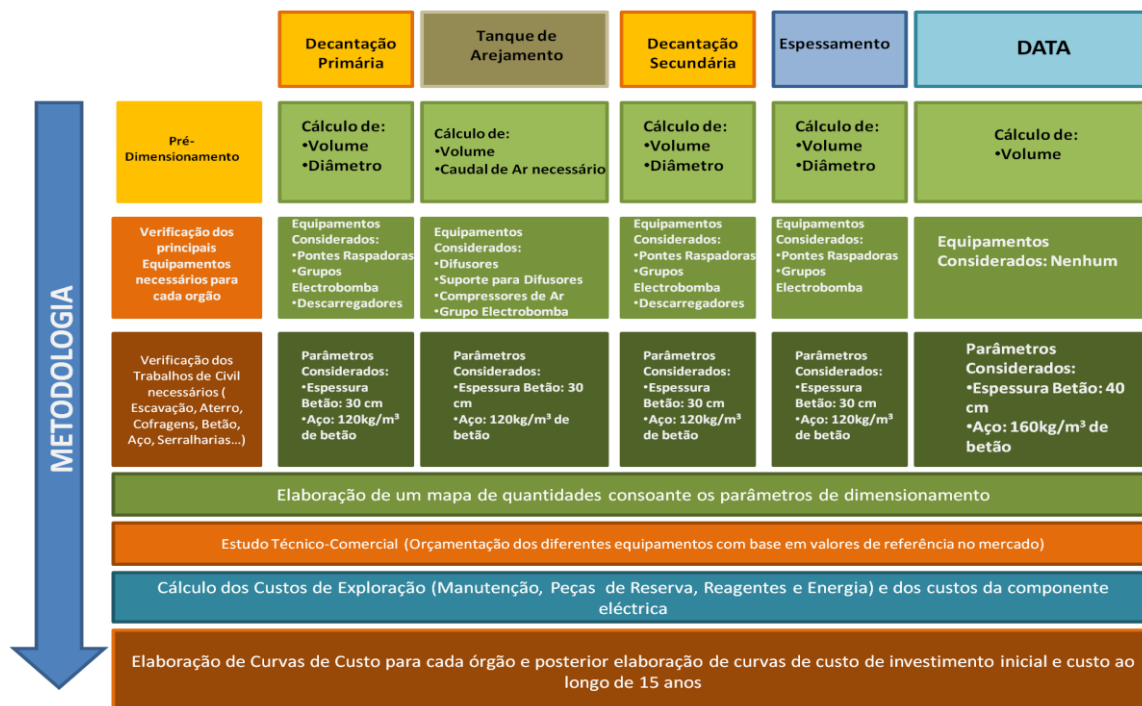 Decantação
Primária
Tanque de
Arejamento
Decantação
Secundária
Espessamento
DATA
METODOLOGIA
Pré-
Dimensionamento
Cálculo de:
•Volume
•Diâmetro
Cálculo de:
•Volume
•Caudal de Ar necessário
Cálculo de:
•Volume
•Diâmetro
Cálculo de:
•Volume
•Diâmetro
Cálculo de:
•Volume
Verificação dos
principais
Equipamentos
necessários para
cada orgão
Equipamentos
Considerados:
•Pontes Raspadoras
•Grupos
Electrobomba
•Descarregadores
Equipamentos
Considerados:
•Difusores
•Suporte para Difusores
•Compressores de Ar
•Grupo Electrobomba
Equipamentos
Considerados:
•Pontes Raspadoras
•Grupos
Electrobomba
•Descarregadores
Equipamentos
Considerados:
•Pontes Raspadoras
•Grupos
Electrobomba
Equipamentos
Considerados: Nenhum
Verificação dos
Trabalhos de Civil
necessários (
Escavação, Aterro,
Cofragens, Betão,
Aço, Serralharias...)
Parâmetros
Considerados:
•Espessura
Betão: 30 cm
•Aço: 120kg/m³
de betão
Parâmetros
Considerados:
•Espessura Betão: 30
cm
•Aço: 120kg/m³ de
betão
Parâmetros
Considerados:
•Espessura
Betão: 30 cm
•Aço: 120kg/m³
de betão
Parâmetros
Considerados:
•Espessura
Betão: 30 cm
•Aço: 120kg/m³
de betão
Parâmetros
Considerados:
•Espessura Betão: 40
cm
•Aço: 160kg/m³ de
betão
Elaboração de um mapa de quantidades consoante os parâmetros de dimensionamento
Estudo Técnico-Comercial (Orçamentação dos diferentes equipamentos com base em valores de referência no mercado)
Cálculo dos Custos de Exploração (Manutenção, Peças de Reserva, Reagentes e Energia) e dos custos da componente
eléctrica
Elaboração de Curvas de Custo para cada órgão e posterior elaboração de curvas de custo de investimento inicial e custo ao
longo de 15 anos